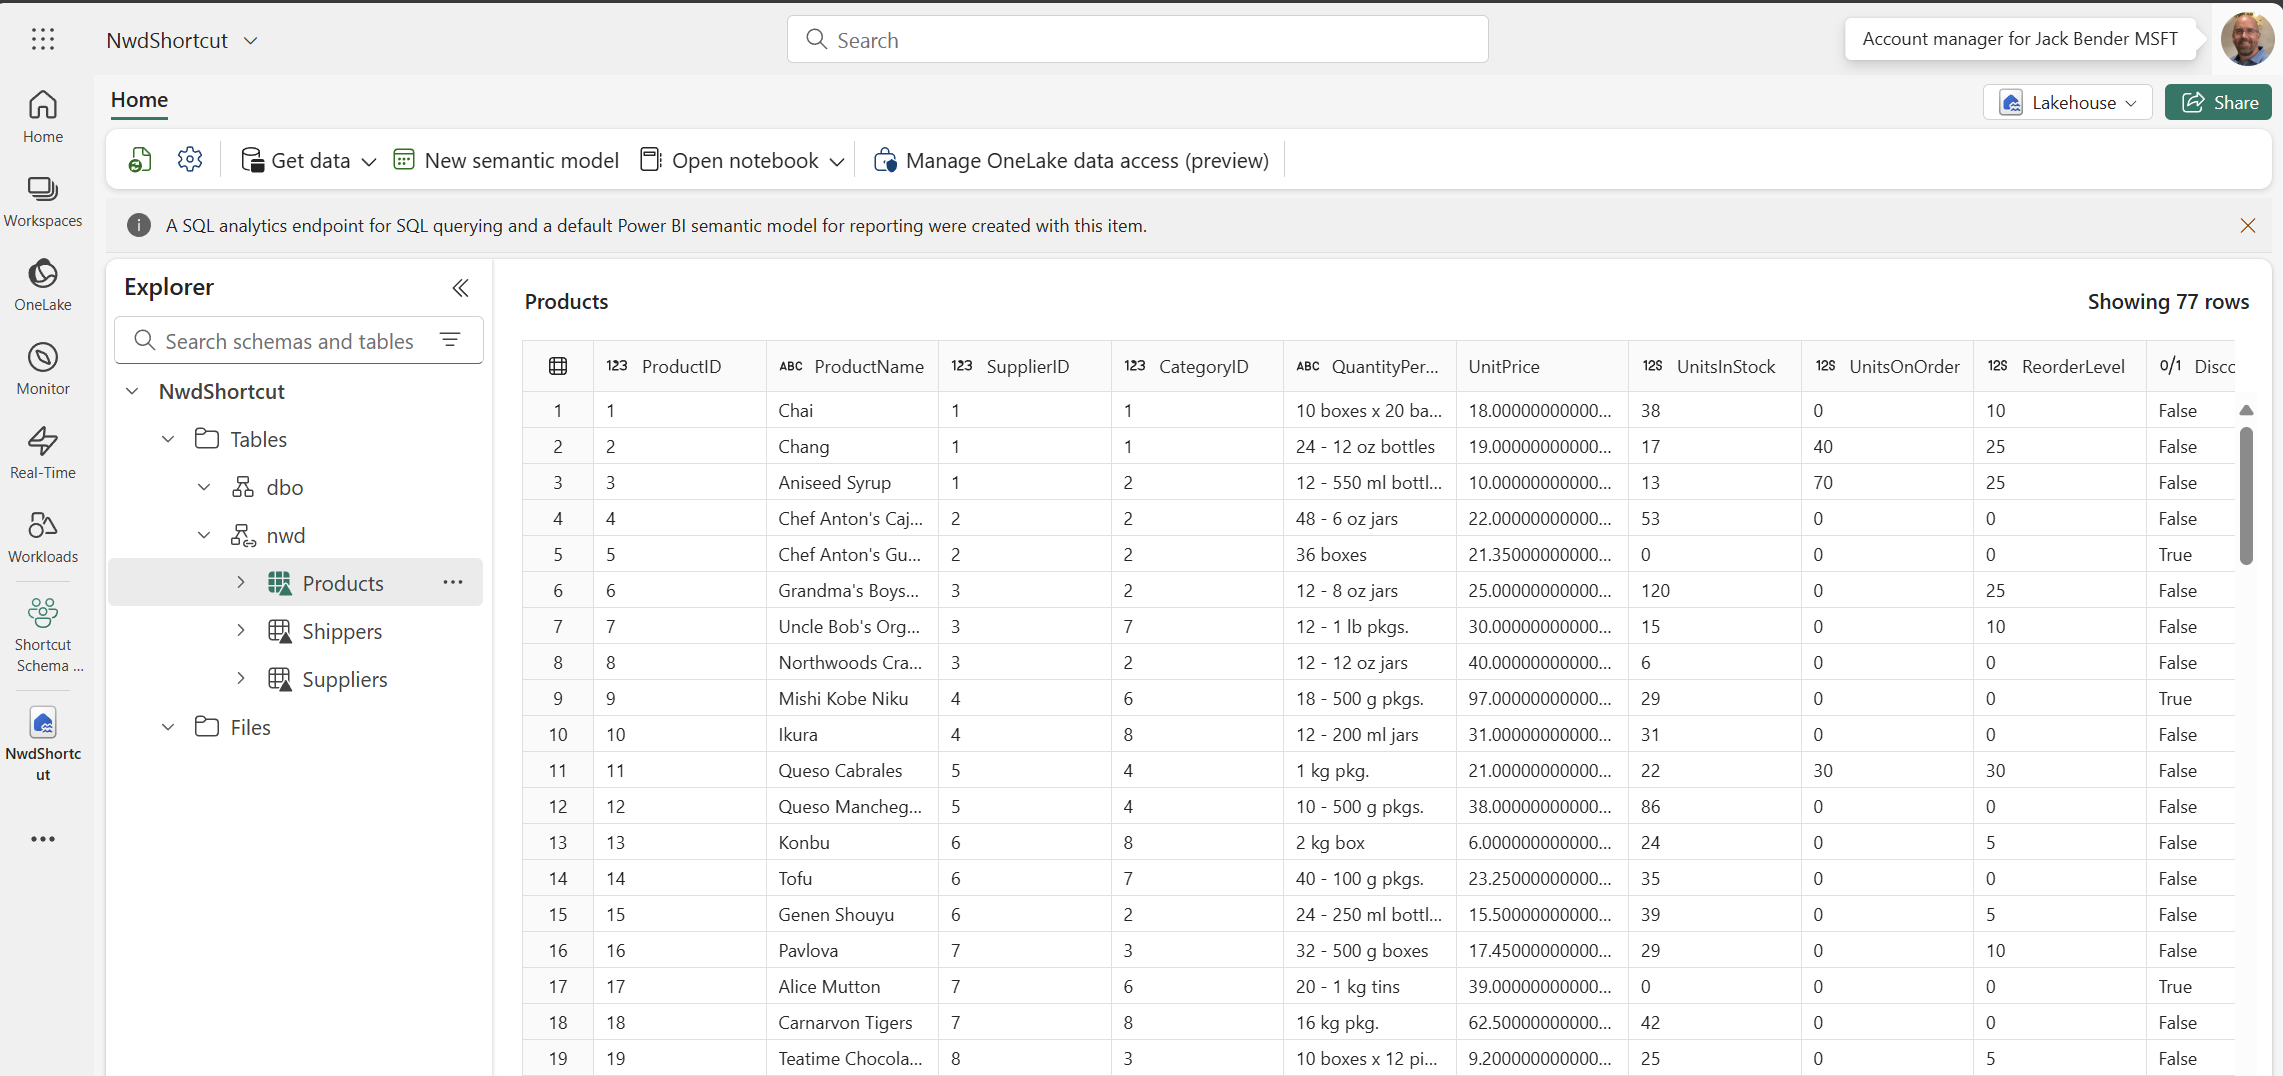 NwdShortcut
Search
Account manager for Jack Bender MSFT
Home
Lakehouse
Share
Get data
New semantic model
Open notebook
Manage OneLake data access (preview)
A SQL analytics endpoint for SQL querying and a default Power BI semantic model for reporting were created with this item.
Home
Workspaces
OneLake
Monitor
Real-Time
Workloads
Shortcut
Schema ...
NwdShortc
ut
Explorer
Search schemas and tables
NwdShortcut
Tables
dbo
nwd
Products
Shippers
Suppliers
Files
Products
Showing 77 rows
123 ProductID ABC ProductName 123 SupplierID 123 CategoryID ABC QuantityPer... UnitPrice 12S UnitsInStock 12S UnitsOnOrder 12S ReorderLevel 0/1 Disco
1 1 Chai 1 1 10 boxes x 20 ba... 18.00000000000... 38 0 10 False
2 2 Chang 1 1 24 - 12 oz bottles 19.00000000000... 17 40 25 False
3 3 Aniseed Syrup 1 2 12 - 550 ml bottl... 10.00000000000... 13 70 25 False
4 4 Chef Anton's Caj... 2 2 48 - 6 oz jars 22.00000000000... 53 0 0 False
5 5 Chef Anton's Gu... 2 2 36 boxes 21.35000000000... 0 0 0 True
6 6 Grandma's Boys... 3 2 12 - 8 oz jars 25.00000000000... 120 0 25 False
7 7 Uncle Bob's Org... 3 7 12 - 1 lb pkgs. 30.00000000000... 15 0 10 False
8 8 Northwoods Cra... 3 2 12 - 12 oz jars 40.00000000000... 6 0 0 False
9 9 Mishi Kobe Niku 4 6 18 - 500 g pkgs. 97.00000000000... 29 0 0 True
10 10 Ikura 4 8 12 - 200 ml jars 31.00000000000... 31 0 0 False
11 11 Queso Cabrales 5 4 1 kg pkg. 21.00000000000... 22 30 30 False
12 12 Queso Mancheg... 5 4 10 - 500 g pkgs. 38.00000000000... 86 0 0 False
13 13 Konbu 6 8 2 kg box 6.000000000000... 24 0 5 False
14 14 Tofu 6 7 40 - 100 g pkgs. 23.25000000000... 35 0 0 False
15 15 Genen Shouyu 6 2 24 - 250 ml bottl... 15.50000000000... 39 0 5 False
16 16 Pavlova 7 3 32 - 500 g boxes 17.45000000000... 29 0 10 False
17 17 Alice Mutton 7 6 20 - 1 kg tins 39.00000000000... 0 0 0 True
18 18 Carnarvon Tigers 7 8 16 kg pkg. 62.50000000000... 42 0 0 False
19 19 Teatime Chocola... 8 3 10 boxes x 12 pi... 9.200000000000... 25 0 5 False